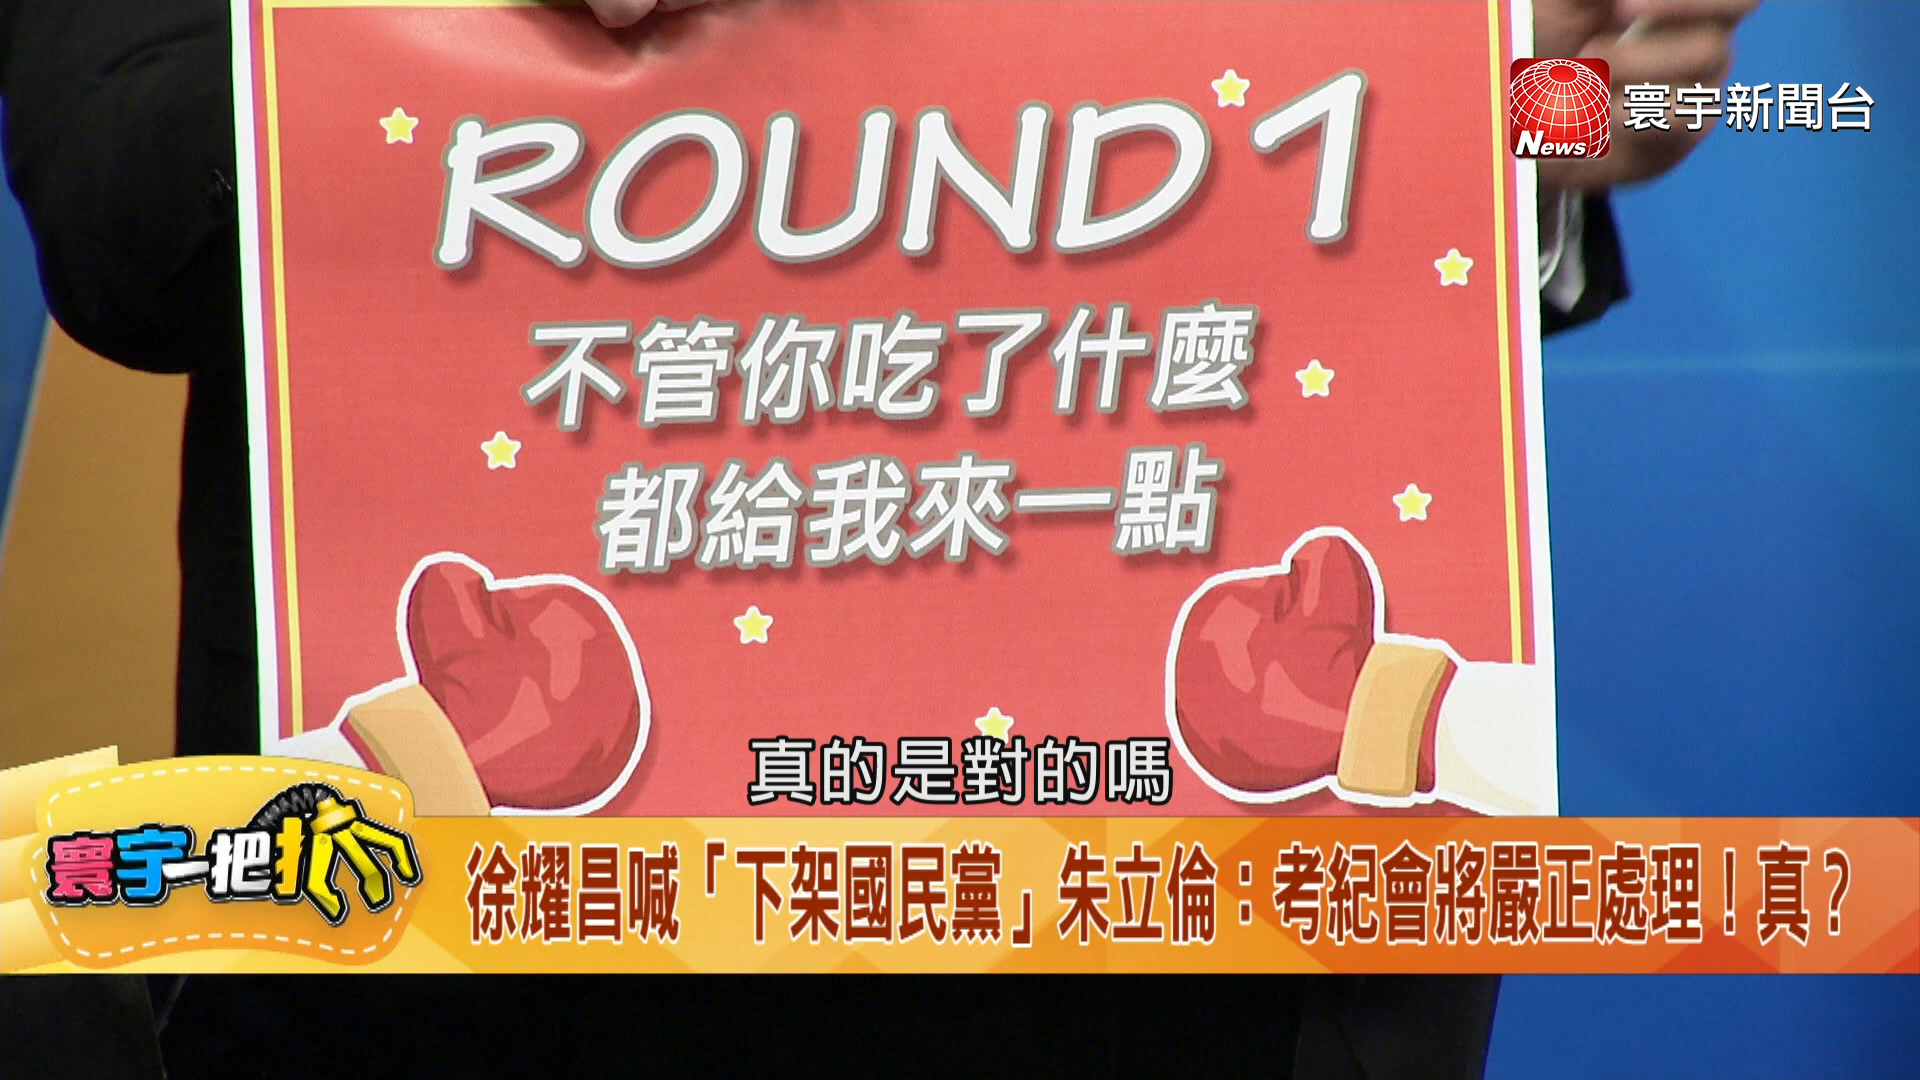 ROUND 1
News
寰宇新聞台
不管你吃了什麼
都給我來一點
真的是對的嗎
寰宇一把抓
徐耀昌喊「下架國民黨」朱立倫：考紀會將嚴正處理！真？